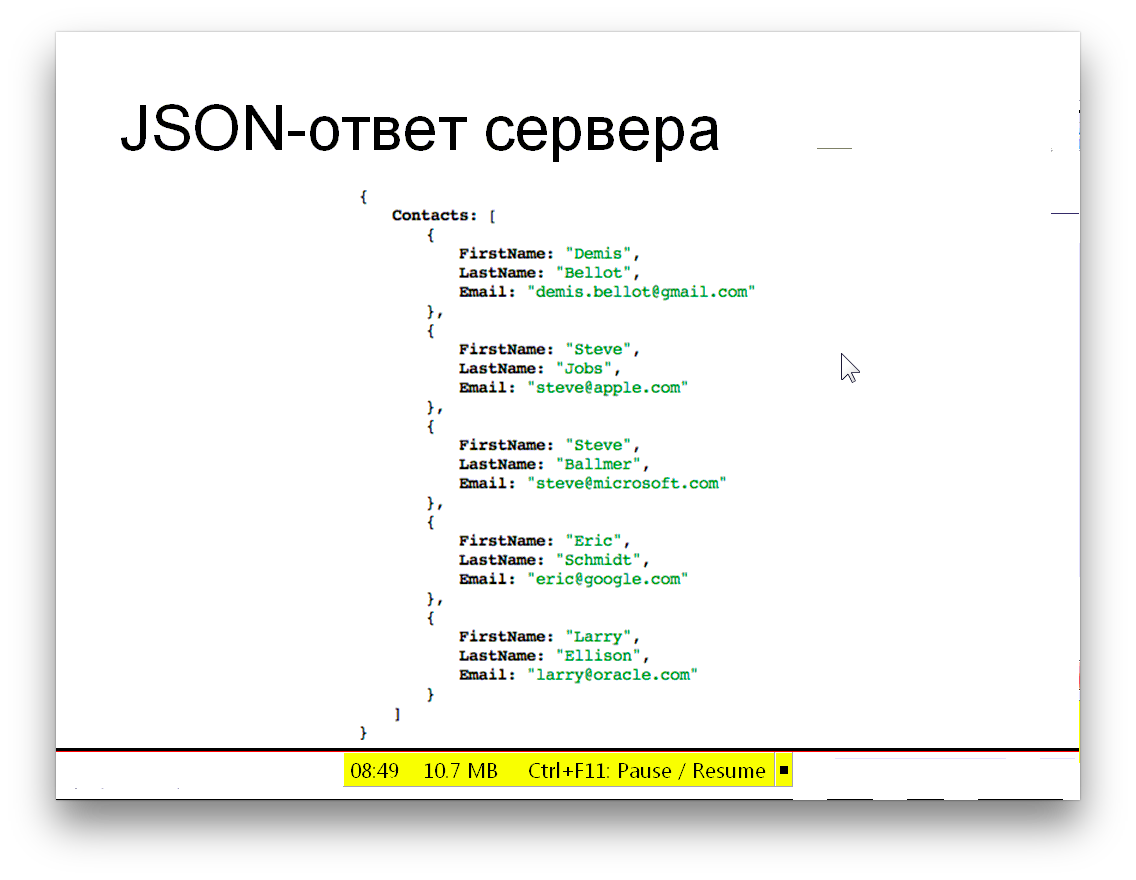 JSON-ответ сервера
{
Contacts: [
{
FirstName: "Demis",
LastName: "Bellot",
Email: "demis.bellot@gmail.com"
},
{
FirstName: "Steve",
LastName: "Jobs",
Email: "steve@apple.com"
},
{
FirstName: "Steve",
LastName: "Ballmer",
Email: "steve@microsoft.com"
},
{
FirstName: "Eric",
LastName: "Schmidt",
Email: "eric@google.com"
},
{
FirstName: "Larry",
LastName: "Ellison",
Email: "larry@oracle.com"
}
]
}
08:49 10.7 MB Ctrl+F11: Pause / Resume